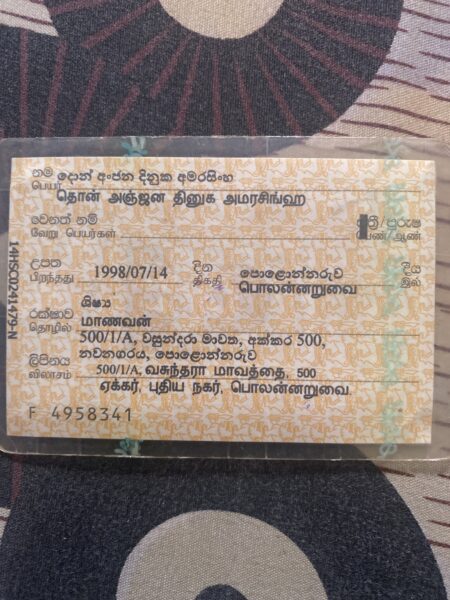 නම දොන් අංජන දිනුක අමරසිංහ
பெயர் தொன் அஞ்ஜன தினுக அமரசிங்ஹ
වෙනත් නම්
வேறு பெயர்கள்
ත්‍රී/පුරුෂ
பெண்/ஆண்
උපත 1998/07/14 දින පොළොන්නරුව
பிறந்தது திகதி பொலன்னறுவை
රක්ෂාව ශිෂ්‍ය
தொழில் மாணவன்
500/1/A, වසුන්දරා මාවත, අක්කර 500,
ලිපිනය නවනගරය, පොළොන්නරුව
விலாசம் 500/1/A, வசுந்தரா மாவத்தை, 500
ஏக்கர், புதிய நகர், பொலன்னறுவை
F 4958341
14HSC0241479-N